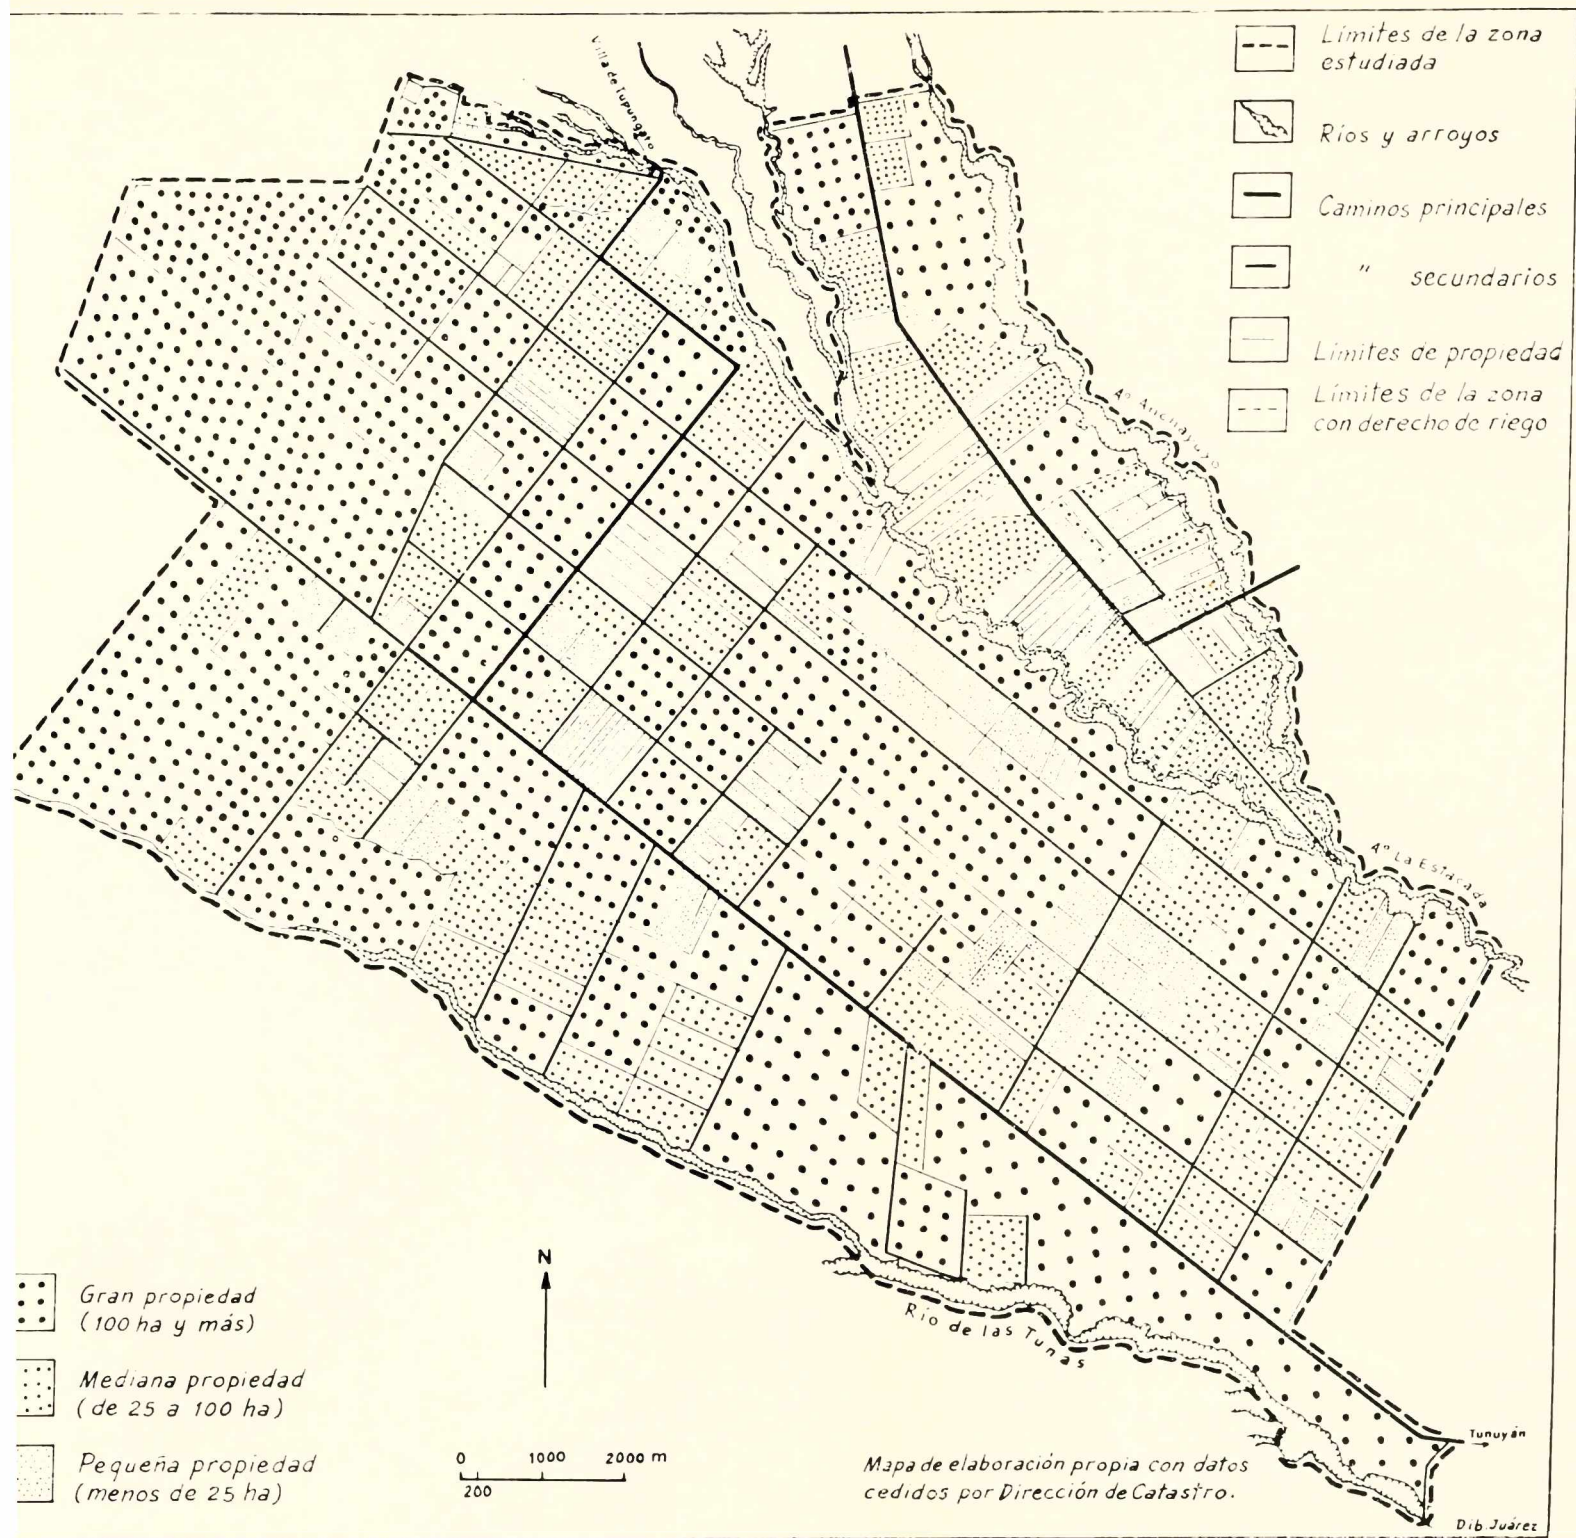 Límites de la zona
estudiada
Ríos y arroyos
Caminos principales
" secundarios
Límites de propiedad
Límites de la zona
con derecho de riego
Villa de Tupungato
Aº Anchayuyo
Aº La Estacada
Río de las Tunas
Tunuyán
N
Gran propiedad
(100 ha y más)
Mediana propiedad
(de 25 a 100 ha)
Pequeña propiedad
(menos de 25 ha)
0 1000 2000 m
200
Mapa de elaboración propia con datos
cedidos por Dirección de Catastro.
Dib. Juárez